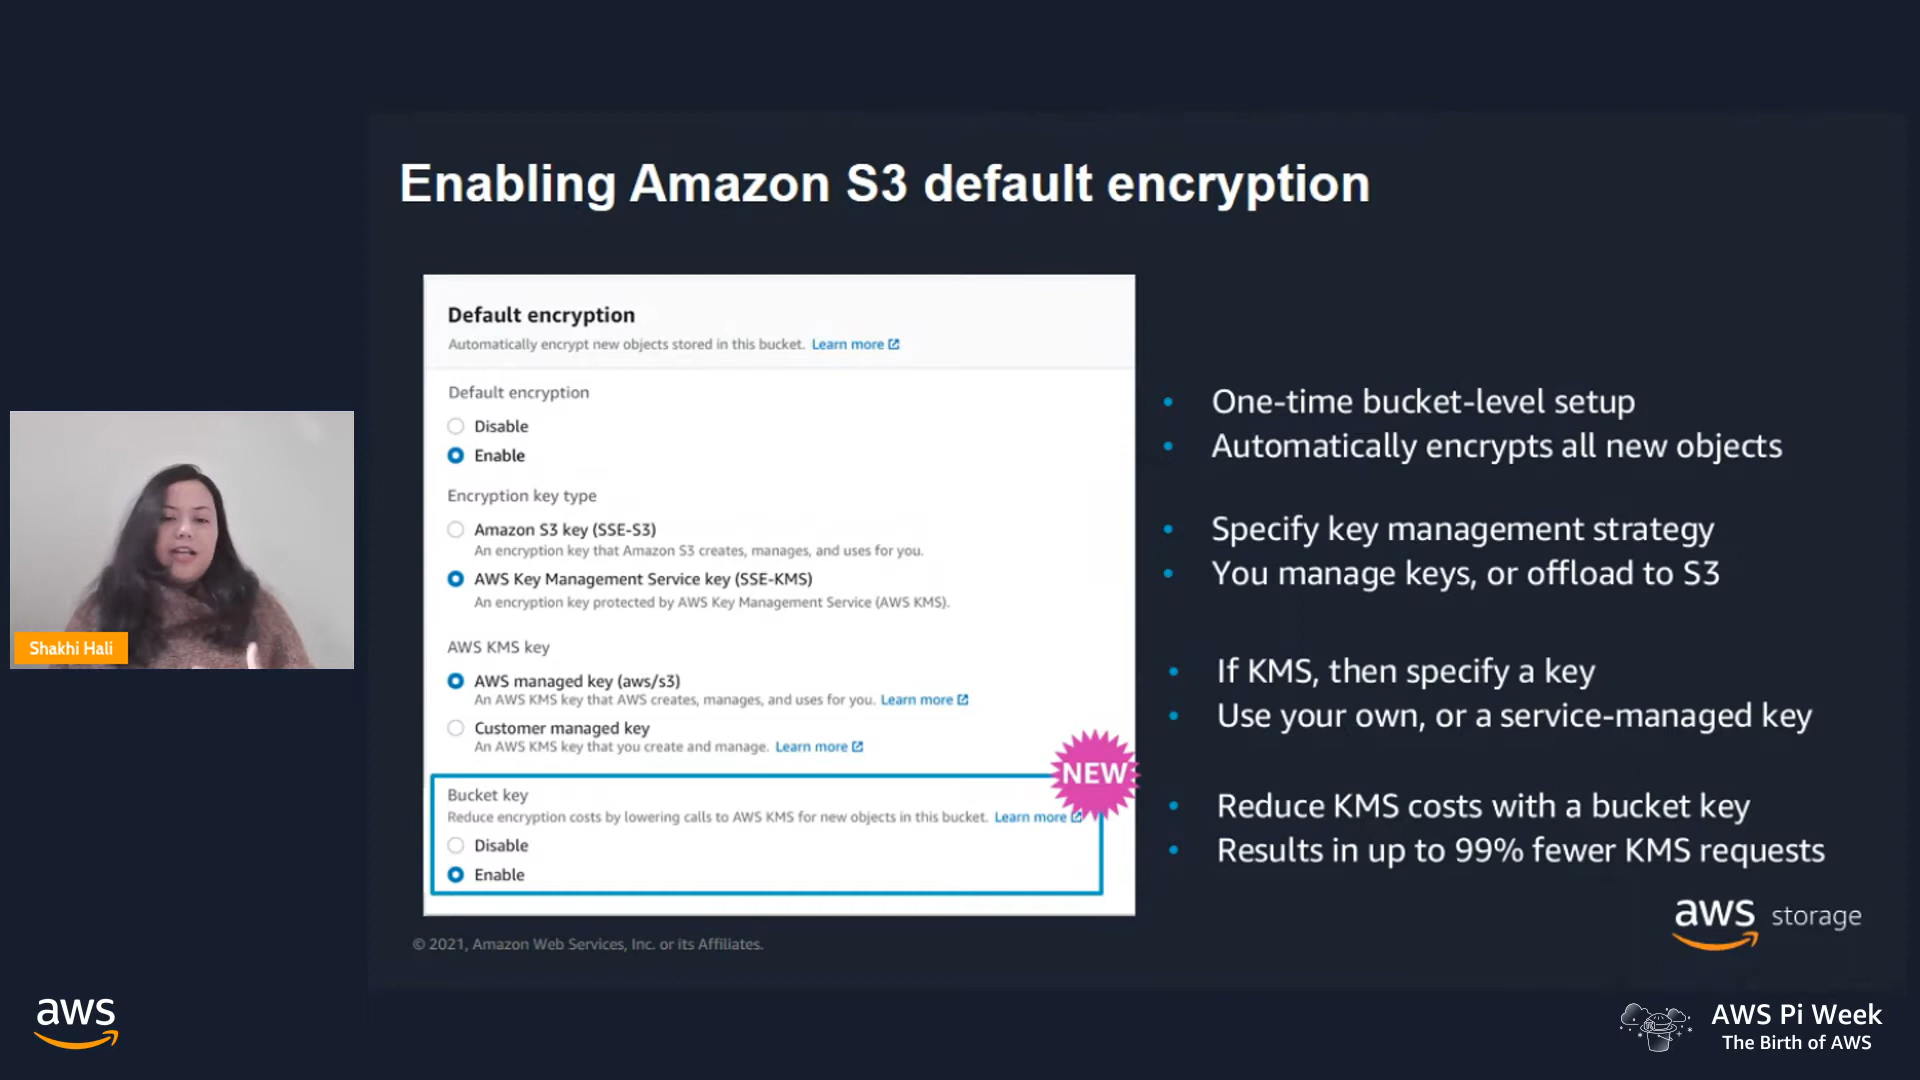 Enabling Amazon S3 default encryption
Default encryption
Automatically encrypt new objects stored in this bucket. Learn more
Default encryption
Disable
Enable
Encryption key type
Amazon S3 key (SSE-S3)
An encryption key that Amazon S3 creates, manages, and uses for you.
AWS Key Management Service key (SSE-KMS)
An encryption key protected by AWS Key Management Service (AWS KMS).
AWS KMS key
AWS managed key (aws/s3)
An AWS KMS key that AWS creates, manages, and uses for you. Learn more
Customer managed key
An AWS KMS key that you create and manage. Learn more
NEW
Bucket key
Reduce encryption costs by lowering calls to AWS KMS for new objects in this bucket. Learn more
Disable
Enable
• One-time bucket-level setup
• Automatically encrypts all new objects
• Specify key management strategy
• You manage keys, or offload to S3
• If KMS, then specify a key
• Use your own, or a service-managed key
• Reduce KMS costs with a bucket key
• Results in up to 99% fewer KMS requests
aws storage
© 2021, Amazon Web Services, Inc. or its Affiliates.
Shakhi Hali
aws
AWS Pi Week
The Birth of AWS